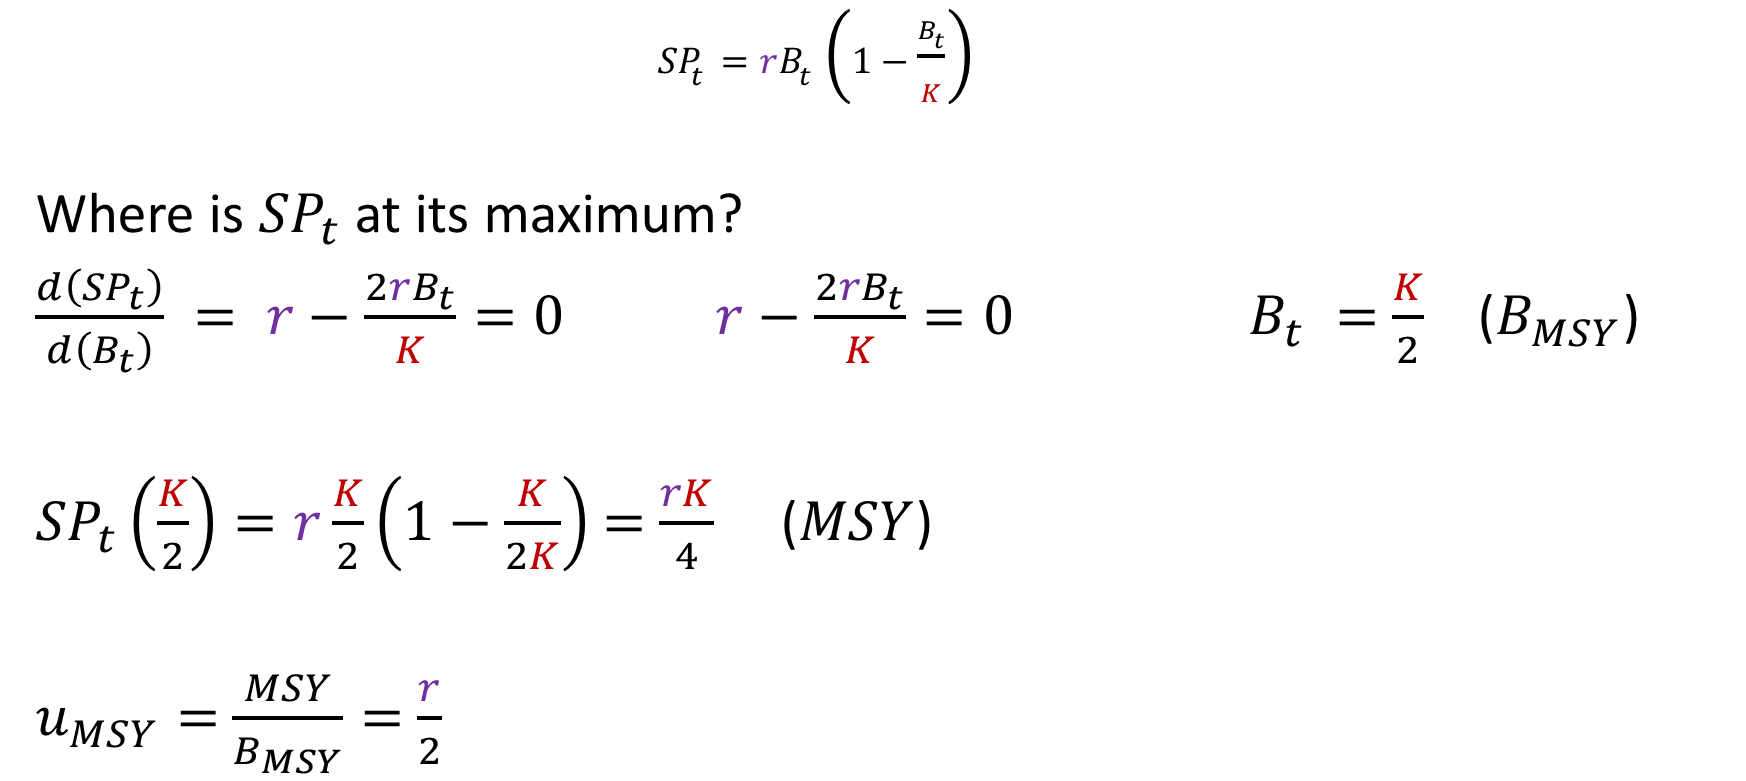 SP_t = rB_t (1 − B_t/K)
Where is SP_t at its maximum?
d(SP_t)/d(B_t) = r − 2rB_t/K = 0    r − 2rB_t/K = 0    B_t = K/2 (B_MSY)
SP_t (K/2) = r K/2 (1 − K/2K) = rK/4 (MSY)
u_MSY = MSY/B_MSY = r/2